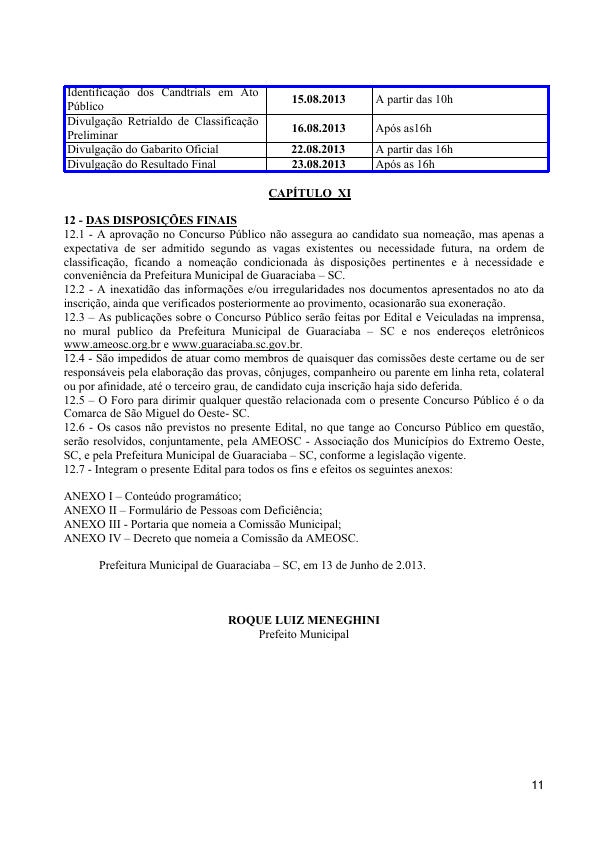 Identificação dos Candtrials em Ato
Público
15.08.2013
A partir das 10h
Divulgação Retrialdo de Classificação
Preliminar
16.08.2013
Após as16h
Divulgação do Gabarito Oficial
22.08.2013
A partir das 16h
Divulgação do Resultado Final
23.08.2013
Após as 16h
CAPÍTULO XI
12 - DAS DISPOSIÇÕES FINAIS
12.1 - A aprovação no Concurso Público não assegura ao candidato sua nomeação, mas apenas a
expectativa de ser admitido segundo as vagas existentes ou necessidade futura, na ordem de
classificação, ficando a nomeação condicionada às disposições pertinentes e à necessidade e
conveniência da Prefeitura Municipal de Guaraciaba – SC.
12.2 - A inexatidão das informações e/ou irregularidades nos documentos apresentados no ato da
inscrição, ainda que verificados posteriormente ao provimento, ocasionarão sua exoneração.
12.3 – As publicações sobre o Concurso Público serão feitas por Edital e Veiculadas na imprensa,
no mural publico da Prefeitura Municipal de Guaraciaba – SC e nos endereços eletrônicos
www.ameosc.org.br e www.guaraciaba.sc.gov.br.
12.4 - São impedidos de atuar como membros de quaisquer das comissões deste certame ou de ser
responsáveis pela elaboração das provas, cônjuges, companheiro ou parente em linha reta, colateral
ou por afinidade, até o terceiro grau, de candidato cuja inscrição haja sido deferida.
12.5 – O Foro para dirimir qualquer questão relacionada com o presente Concurso Público é o da
Comarca de São Miguel do Oeste- SC.
12.6 - Os casos não previstos no presente Edital, no que tange ao Concurso Público em questão,
serão resolvidos, conjuntamente, pela AMEOSC - Associação dos Municípios do Extremo Oeste,
SC, e pela Prefeitura Municipal de Guaraciaba – SC, conforme a legislação vigente.
12.7 - Integram o presente Edital para todos os fins e efeitos os seguintes anexos:
ANEXO I – Conteúdo programático;
ANEXO II – Formulário de Pessoas com Deficiência;
ANEXO III - Portaria que nomeia a Comissão Municipal;
ANEXO IV – Decreto que nomeia a Comissão da AMEOSC.
Prefeitura Municipal de Guaraciaba – SC, em 13 de Junho de 2.013.
ROQUE LUIZ MENEGHINI
Prefeito Municipal
11